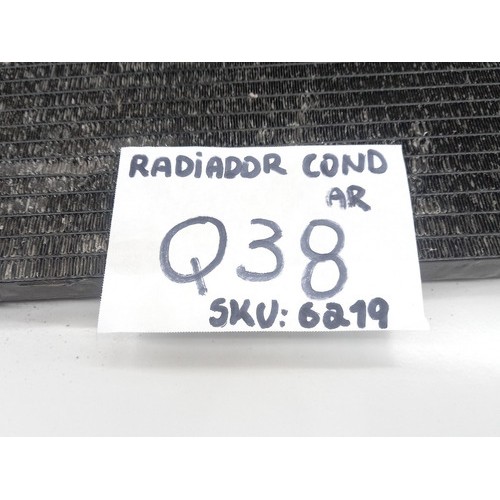 RADiADOR COND
AR
Q38
SKU: 6219